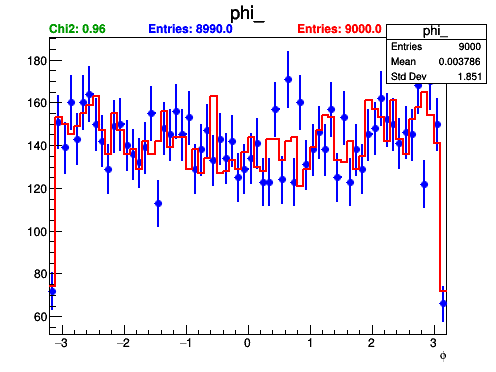 phi_
Chi2: 0.96 Entries: 8990.0 Entries: 9000.0
phi_
Entries 9000
Mean 0.003786
Std Dev 1.851
180
160
140
120
100
80
60
−3 −2 −1 0 1 2 3
ϕ